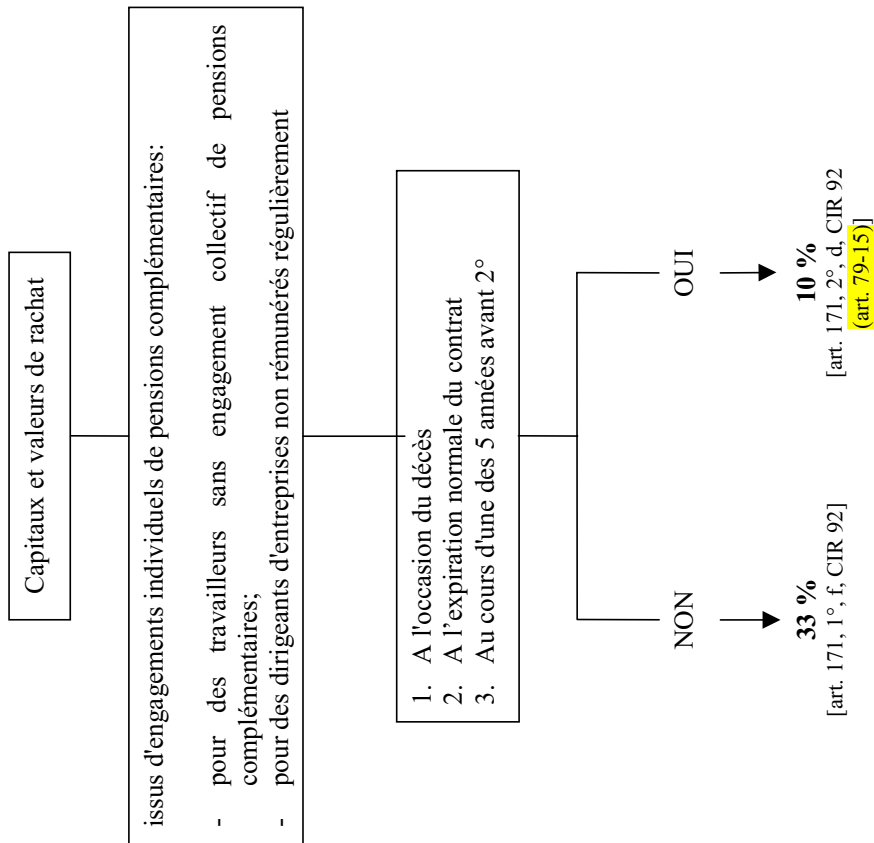 Capitaux et valeurs de rachat
issus d'engagements individuels de pensions complémentaires:
- pour des travailleurs sans engagement collectif de pensions
complémentaires;
- pour des dirigeants d'entreprises non rémunérés régulièrement
1. A l'occasion du décès
2. A l'expiration normale du contrat
3. Au cours d'une des 5 années avant 2°
NON
OUI
33 %
[art. 171, 1°, f, CIR 92]
10 %
[art. 171, 2°, d, CIR 92
(art. 79-15)]